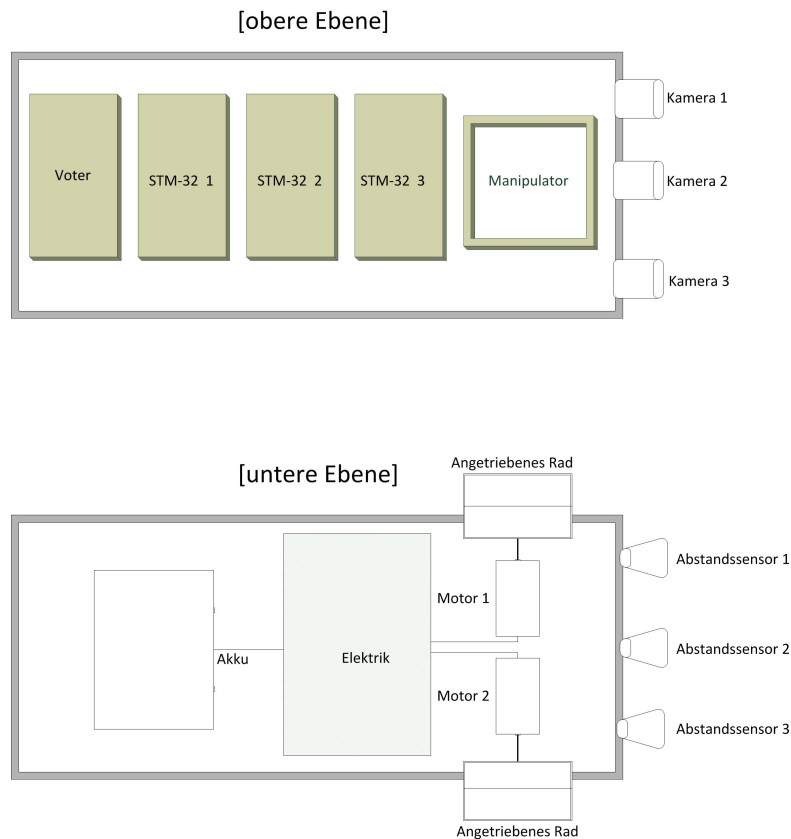 [obere Ebene]
Kamera 1
Voter
STM-32 1
STM-32 2
STM-32 3
Manipulator
Kamera 2
Kamera 3
[untere Ebene]
Angetriebenes Rad
Abstandssensor 1
Motor 1
Akku
Elektrik
Abstandssensor 2
Motor 2
Abstandssensor 3
Angetriebenes Rad